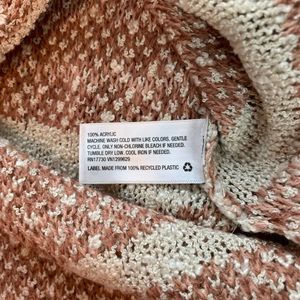 100% ACRYLIC
MACHINE WASH COLD WITH LIKE COLORS, GENTLE
CYCLE, ONLY NON-CHLORINE BLEACH IF NEEDED.
TUMBLE DRY LOW. COOL IRON IF NEEDED.
RN17730 VN1299629
LABEL MADE FROM 100% RECYCLED PLASTIC